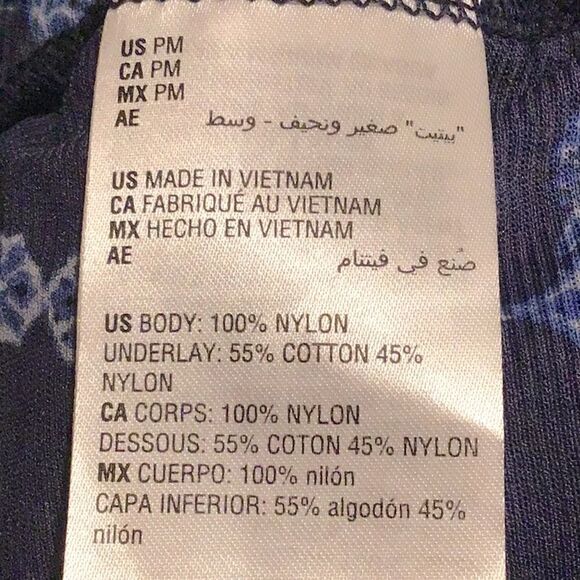 US PM
CA PM
MX PM
AE "بيتيت" صغير ونحيف - وسط
US MADE IN VIETNAM
CA FABRIQUÉ AU VIETNAM
MX HECHO EN VIETNAM
AE صُنع في فيتنام
US BODY: 100% NYLON
UNDERLAY: 55% COTTON 45%
NYLON
CA CORPS: 100% NYLON
DESSOUS: 55% COTON 45% NYLON
MX CUERPO: 100% nilón
CAPA INFERIOR: 55% algodón 45%
nilón